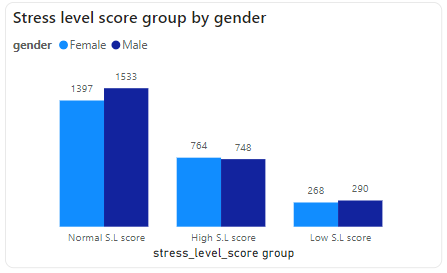 Stress level score group by gender
gender Female Male
1397 1533
764 748
268 290
Normal S.L score High S.L score Low S.L score
stress_level_score group